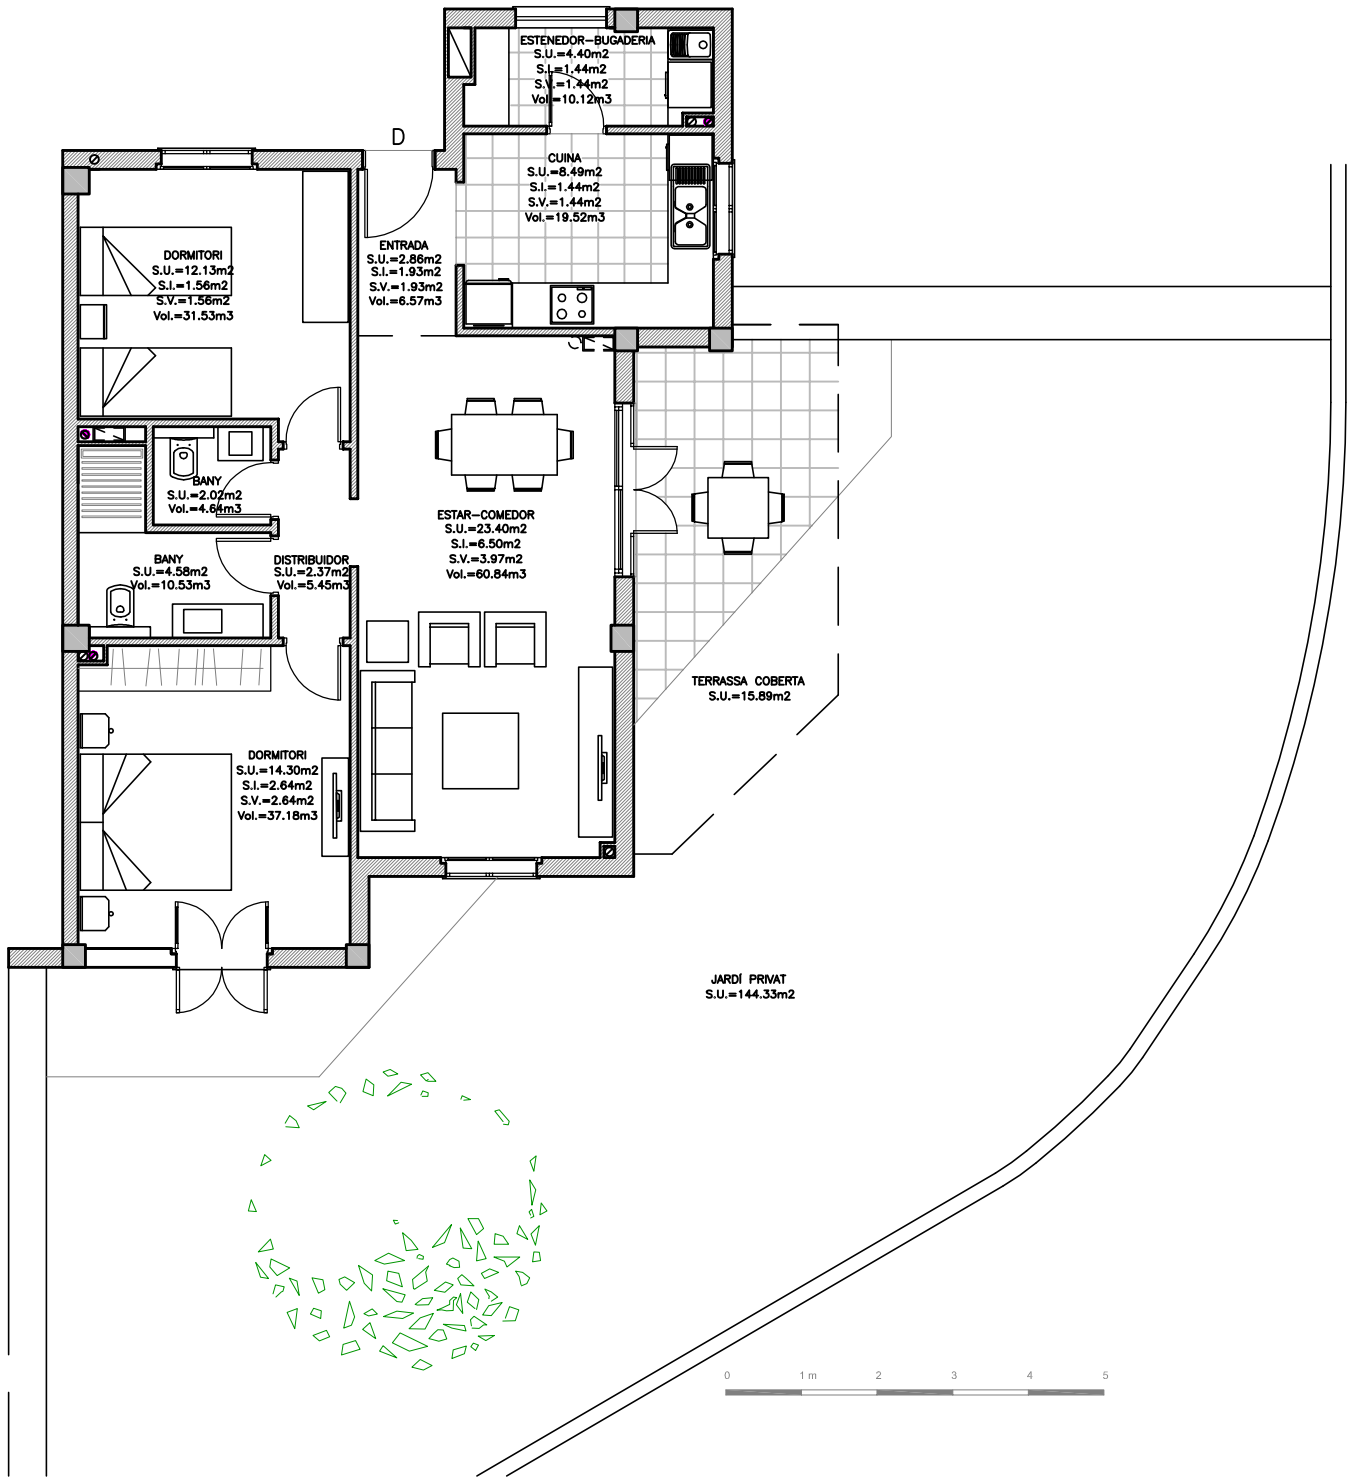 ESTENEDOR-BUGADERIA
S.U.=4.40m2
S.I.=1.44m2
S.V.=1.44m2
Vol.=10.12m3
D
CUINA
S.U.=8.49m2
S.I.=1.44m2
S.V.=1.44m2
Vol.=19.52m3
ENTRADA
S.U.=2.86m2
S.I.=1.93m2
S.V.=1.93m2
Vol.=6.57m3
DORMITORI
S.U.=12.13m2
S.I.=1.56m2
S.V.=1.56m2
Vol.=31.53m3
BANY
S.U.=2.02m2
Vol.=4.64m3
ESTAR-COMEDOR
S.U.=23.40m2
S.I.=6.50m2
S.V.=3.97m2
Vol.=60.84m3
BANY
S.U.=4.58m2
Vol.=10.53m3
DISTRIBUIDOR
S.U.=2.37m2
Vol.=5.45m3
TERRASSA COBERTA
S.U.=15.89m2
DORMITORI
S.U.=14.30m2
S.I.=2.64m2
S.V.=2.64m2
Vol.=37.18m3
JARDÍ PRIVAT
S.U.=144.33m2
0 1 m 2 3 4 5